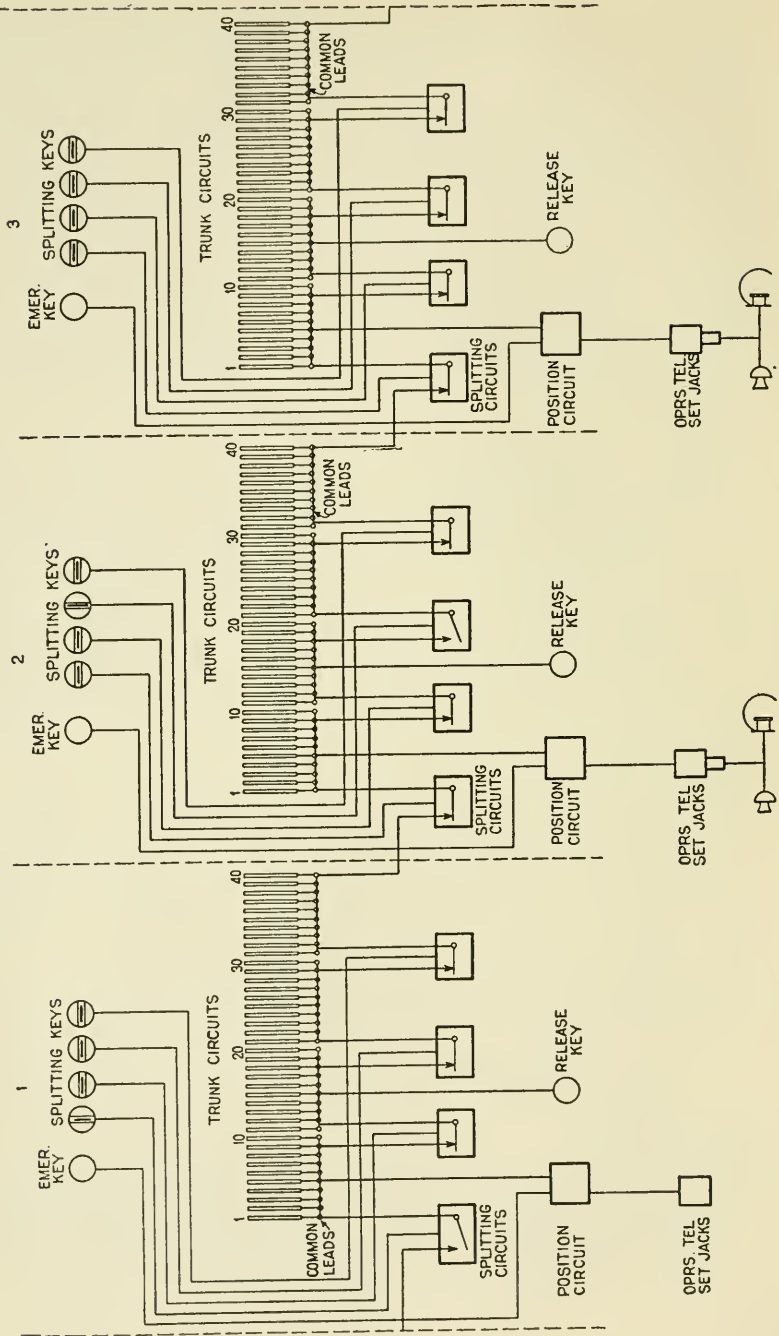 1
EMER.
KEY
SPLITTING KEYS
TRUNK CIRCUITS
1
10
20
30
40
COMMON
LEADS
SPLITTING
CIRCUITS
RELEASE
KEY
POSITION
CIRCUIT
OPRS. TEL
SET JACKS
2
EMER.
KEY
SPLITTING KEYS
TRUNK CIRCUITS
1
10
20
30
40
COMMON
LEADS
SPLITTING
CIRCUITS
RELEASE
KEY
POSITION
CIRCUIT
OPRS. TEL
SET JACKS
3
EMER.
KEY
SPLITTING KEYS
TRUNK CIRCUITS
1
10
20
30
40
COMMON
LEADS
SPLITTING
CIRCUITS
RELEASE
KEY
POSITION
CIRCUIT
OPRS. TEL.
SET JACKS